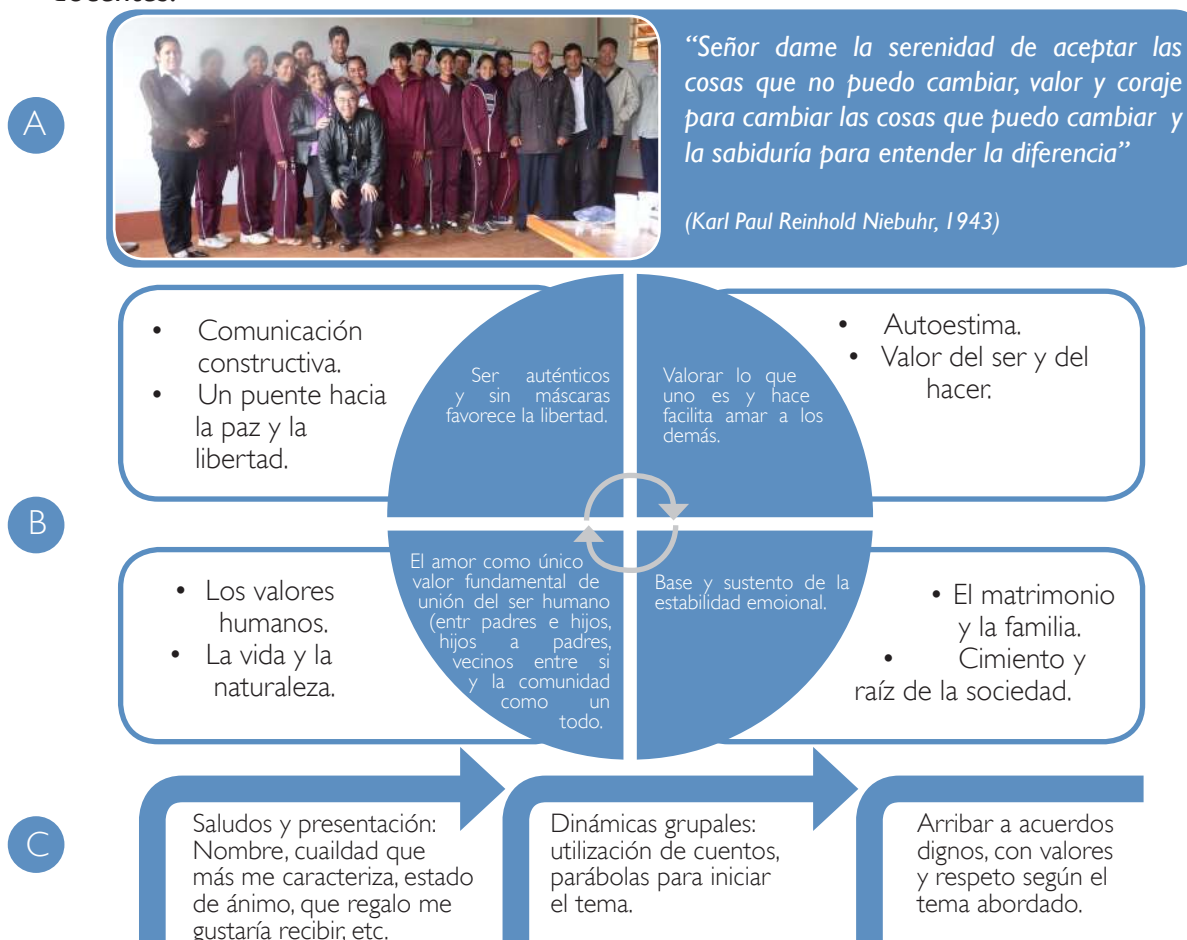 “Señor dame la serenidad de aceptar las
cosas que no puedo cambiar, valor y coraje
para cambiar las cosas que puedo cambiar y
la sabiduría para entender la diferencia”
(Karl Paul Reinhold Niebuhr, 1943)
A
• Comunicación
constructiva.
• Un puente hacia
la paz y la
libertad.
Ser auténticos
y sin máscaras
favorece la libertad.
Valorar lo que
uno es y hace
facilita amar a los
demás.
• Autoestima.
• Valor del ser y del
hacer.
B
• Los valores
humanos.
• La vida y la
naturaleza.
El amor como único
valor fundamental de
unión del ser humano
(entr padres e hijos,
hijos a padres,
vecinos entre si
y la comunidad
como un
todo.
Base y sustento de la
estabilidad emoional.
• El matrimonio
y la familia.
• Cimiento y
raíz de la sociedad.
C
Saludos y presentación:
Nombre, cuaildad que
más me caracteriza, estado
de ánimo, que regalo me
gustaría recibir, etc.
Dinámicas grupales:
utilización de cuentos,
parábolas para iniciar
el tema.
Arribar a acuerdos
dignos, con valores
y respeto según el
tema abordado.